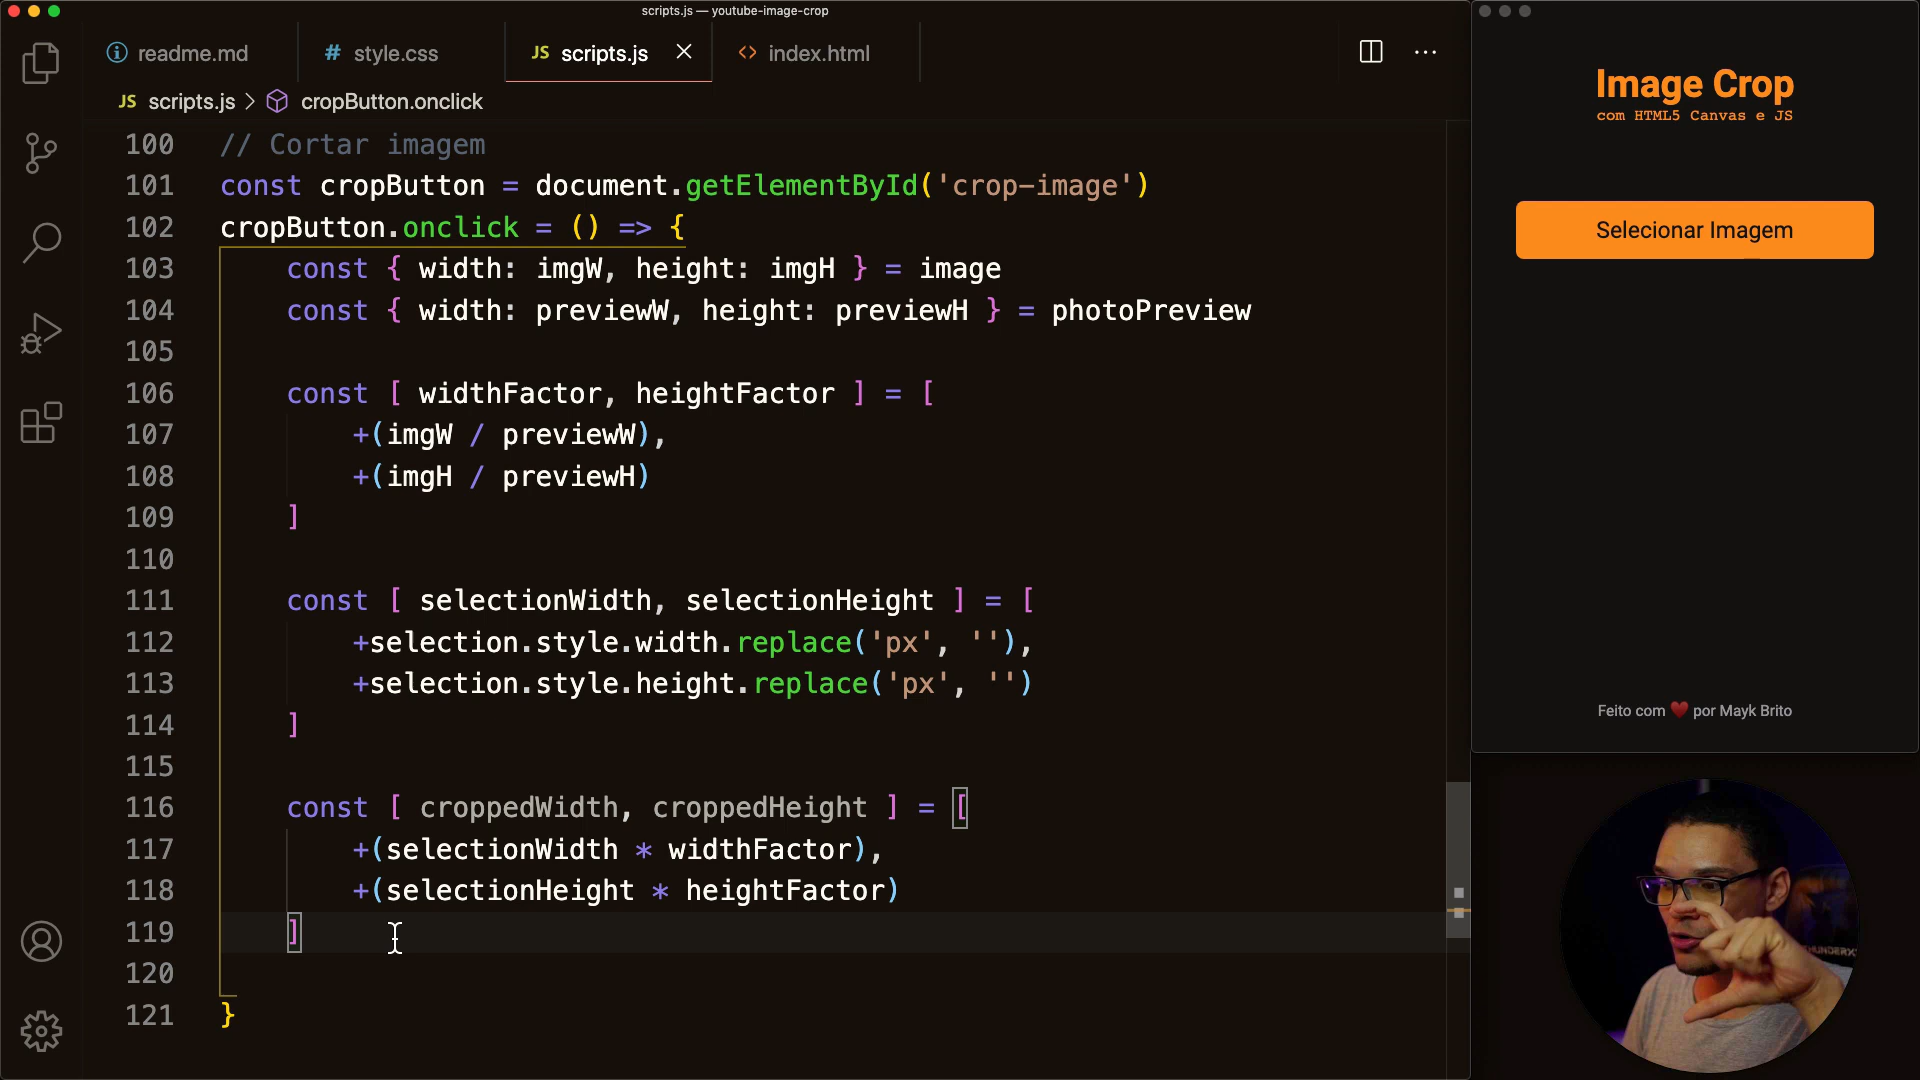 scripts.js — youtube-image-crop
readme.md
# style.css
JS scripts.js
<> index.html
JS scripts.js > cropButton.onclick
100 // Cortar imagem
101 const cropButton = document.getElementById('crop-image')
102 cropButton.onclick = () => {
103 const { width: imgW, height: imgH } = image
104 const { width: previewW, height: previewH } = photoPreview
105
106 const [ widthFactor, heightFactor ] = [
107 +(imgW / previewW),
108 +(imgH / previewH)
109 ]
110
111 const [ selectionWidth, selectionHeight ] = [
112 +selection.style.width.replace('px', ''),
113 +selection.style.height.replace('px', '')
114 ]
115
116 const [ croppedWidth, croppedHeight ] = [
117 +(selectionWidth * widthFactor),
118 +(selectionHeight * heightFactor)
119 ]
120
121 }
Image Crop
com HTML5 Canvas e JS
Selecionar Imagem
Feito com ❤️ por Mayk Brito